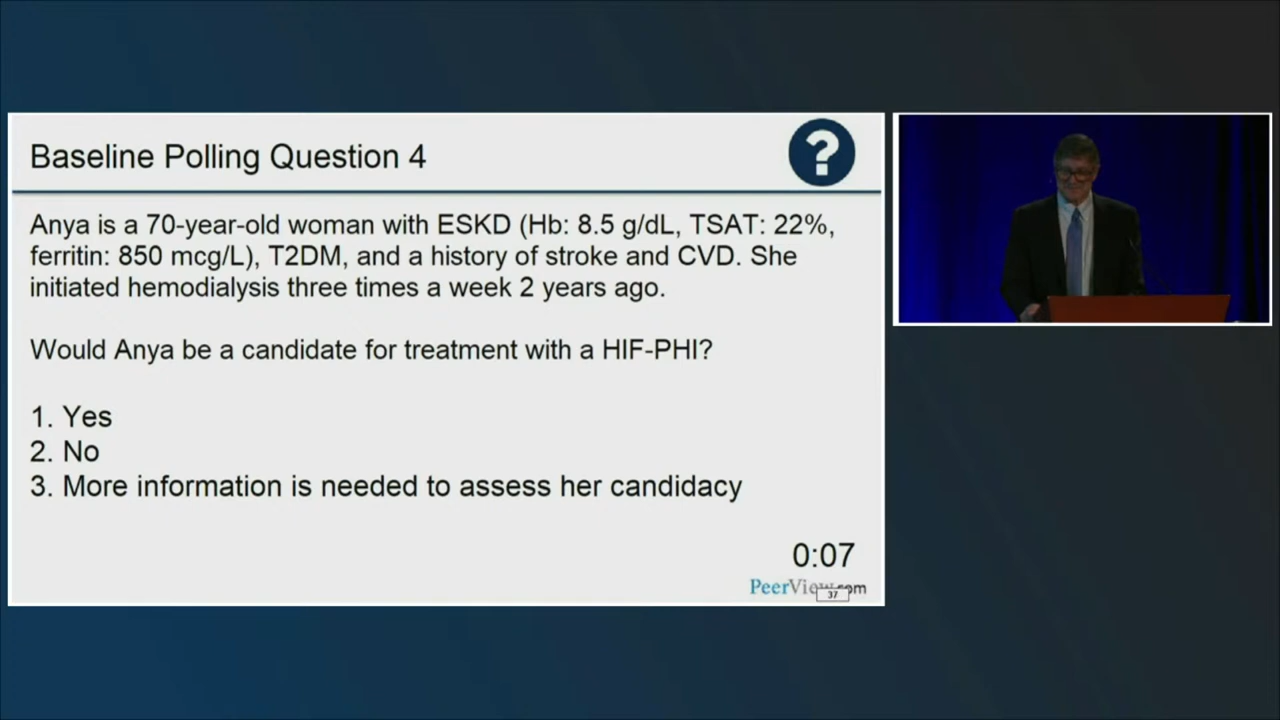 Baseline Polling Question 4
?
Anya is a 70-year-old woman with ESKD (Hb: 8.5 g/dL, TSAT: 22%,
ferritin: 850 mcg/L), T2DM, and a history of stroke and CVD. She
initiated hemodialysis three times a week 2 years ago.
Would Anya be a candidate for treatment with a HIF-PHI?
1. Yes
2. No
3. More information is needed to assess her candidacy
0:07
PeerView.com
37